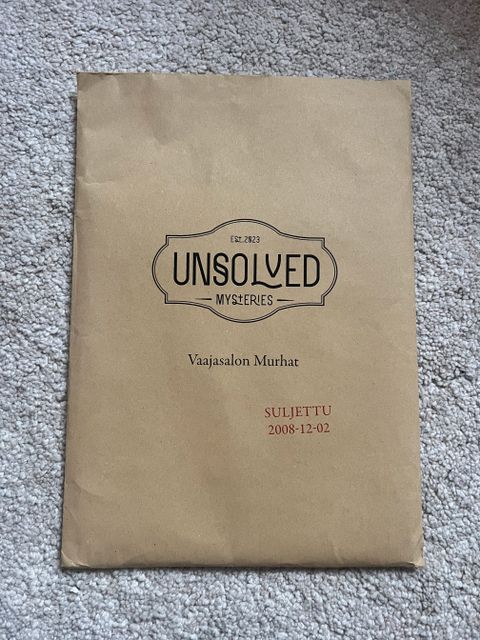 EST. 2023
UNSOLVED
MYSTERIES
Vaajasalon Murhat
SULJETTU
2008-12-02